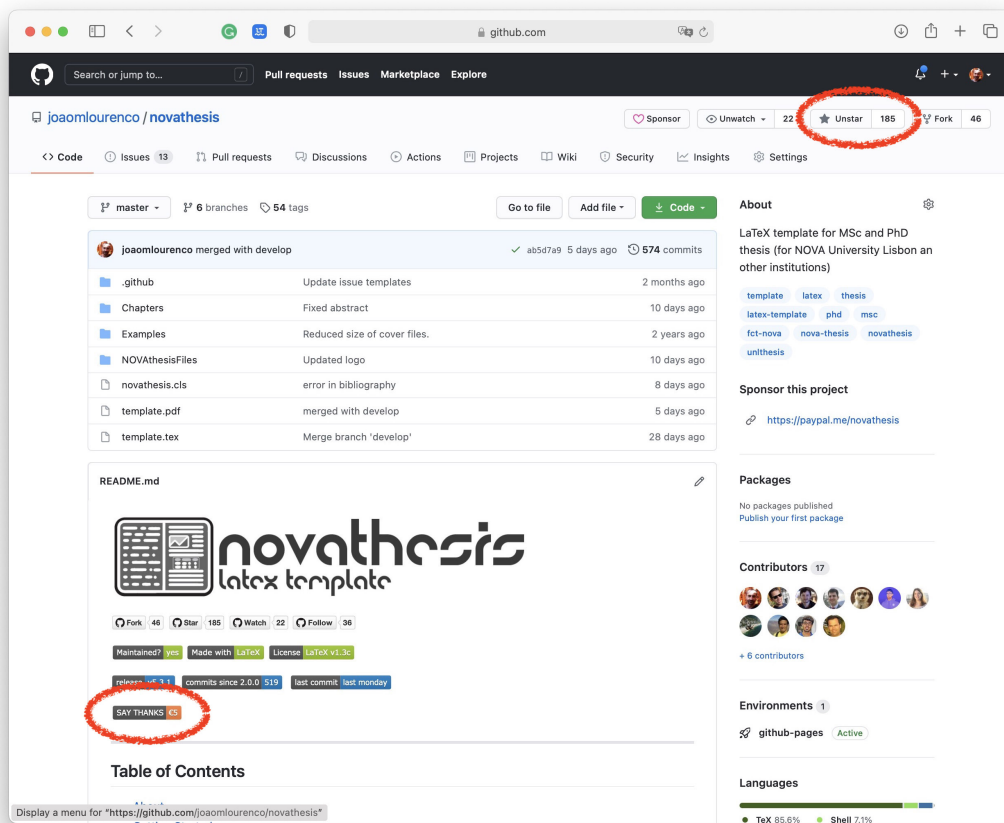 github.com
Search or jump to... /
Pull requests Issues Marketplace Explore
joaomlourenco / novathesis
Sponsor
Unwatch 22
Unstar 185
Fork 46
Code Issues 13 Pull requests Discussions Actions Projects Wiki Security Insights Settings
master 6 branches 54 tags
Go to file Add file Code
joaomlourenco merged with develop ab5d7a9 5 days ago 574 commits
.github Update issue templates 2 months ago
Chapters Fixed abstract 10 days ago
Examples Reduced size of cover files. 2 years ago
NOVAthesisFiles Updated logo 10 days ago
novathesis.cls error in bibliography 8 days ago
template.pdf merged with develop 5 days ago
template.tex Merge branch 'develop' 28 days ago
README.md
novathesis
latex template
Fork 46 Star 185 Watch 22 Follow 36
Maintained? yes Made with LaTeX License LaTeX v1.3c
release v5.3.1 commits since 2.0.0 519 last commit last monday
SAY THANKS €5
Table of Contents
About
Display a menu for "https://github.com/joaomlourenco/novathesis"
About
LaTeX template for MSc and PhD
thesis (for NOVA University Lisbon an
other institutions)
template latex thesis
latex-template phd msc
fct-nova nova-thesis novathesis
unlthesis
Sponsor this project
https://paypal.me/novathesis
Packages
No packages published
Publish your first package
Contributors 17
+ 6 contributors
Environments 1
github-pages Active
Languages
TeX 85.6% Shell 7.1%